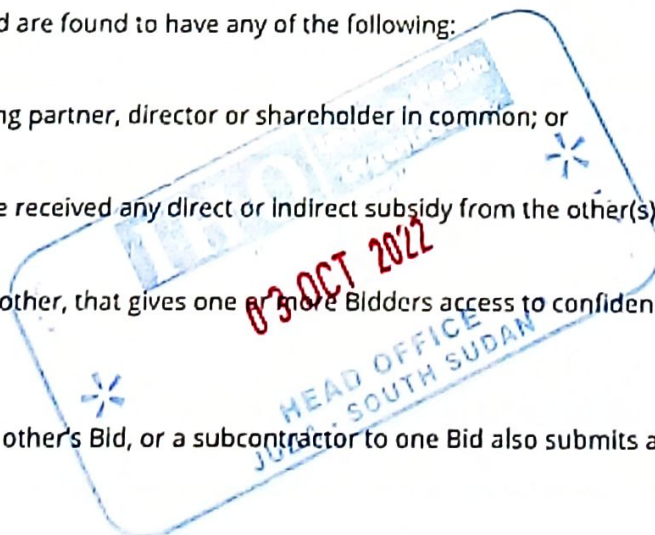 d are found to have any of the following:
ng partner, director or shareholder in common; or
e received any direct or indirect subsidy from the other(s)
03 OCT 2022
other, that gives one or more Bidders access to confiden
HEAD OFFICE
JUBA - SOUTH SUDAN
other's Bid, or a subcontractor to one Bid also submits a